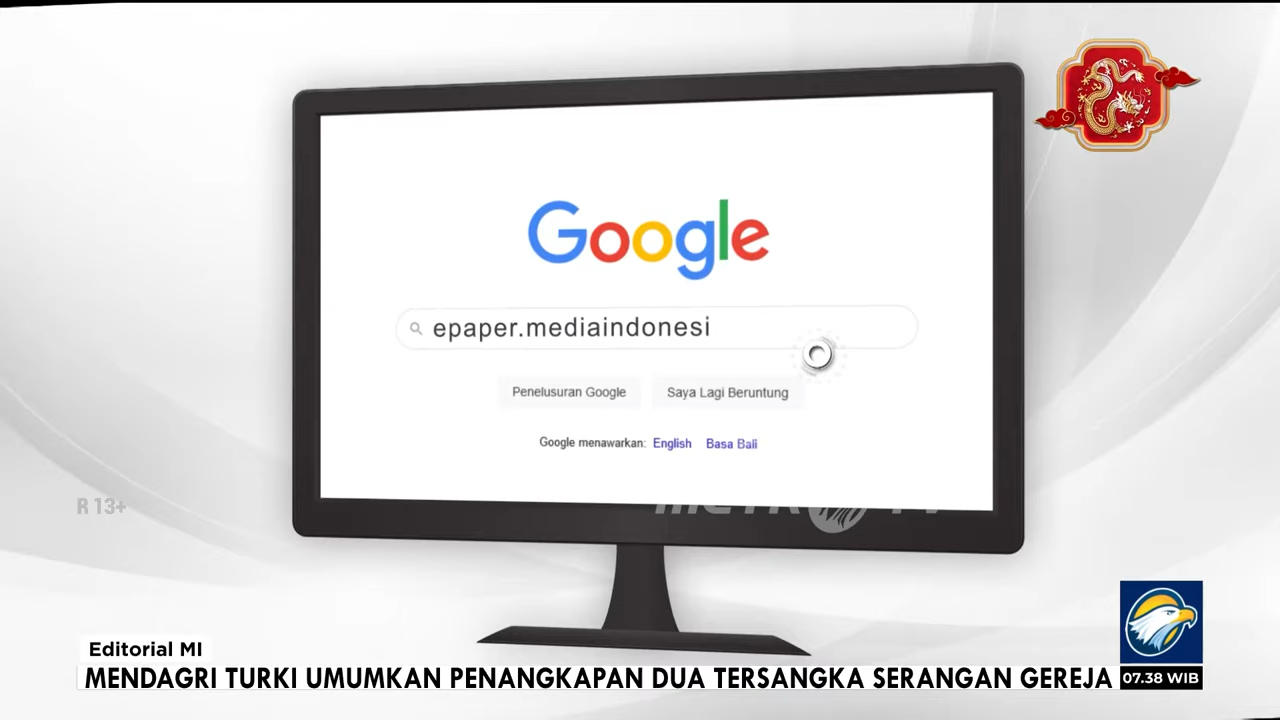 Google
epaper.mediaindonesi
Penelusuran Google
Saya Lagi Beruntung
Google menawarkan: English Basa Bali
R 13+
Editorial MI
MENDAGRI TURKI UMUMKAN PENANGKAPAN DUA TERSANGKA SERANGAN GEREJA
07.38 WIB